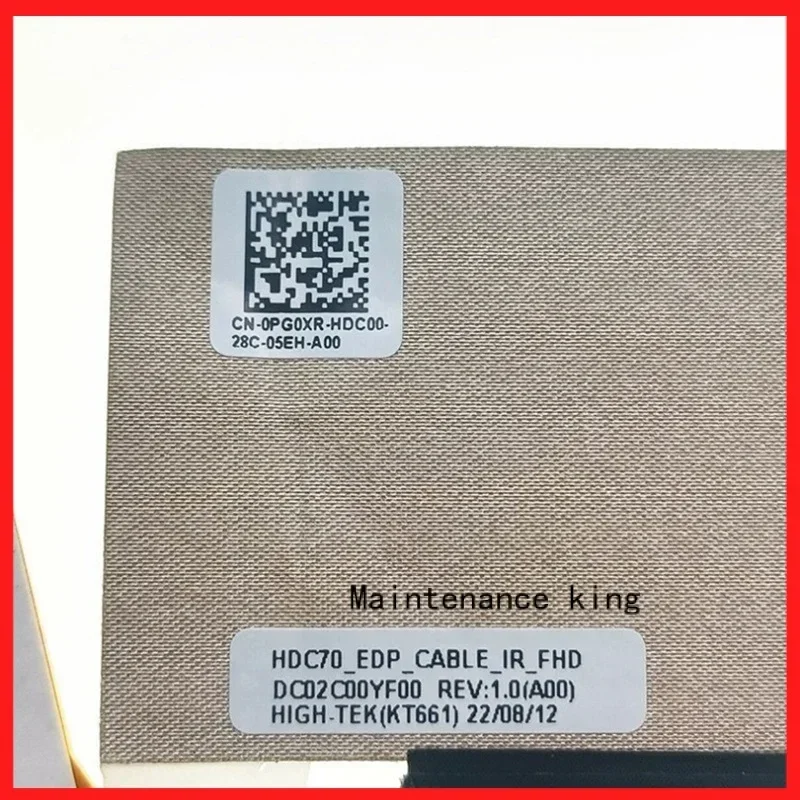 CN-0PG0XR-HDC00-
28C-05EH-A00
Maintenance king
HDC70_EDP_CABLE_IR_FHD
DC02C00YF00 REV:1.0(A00)
HIGH-TEK(KT661) 22/08/12